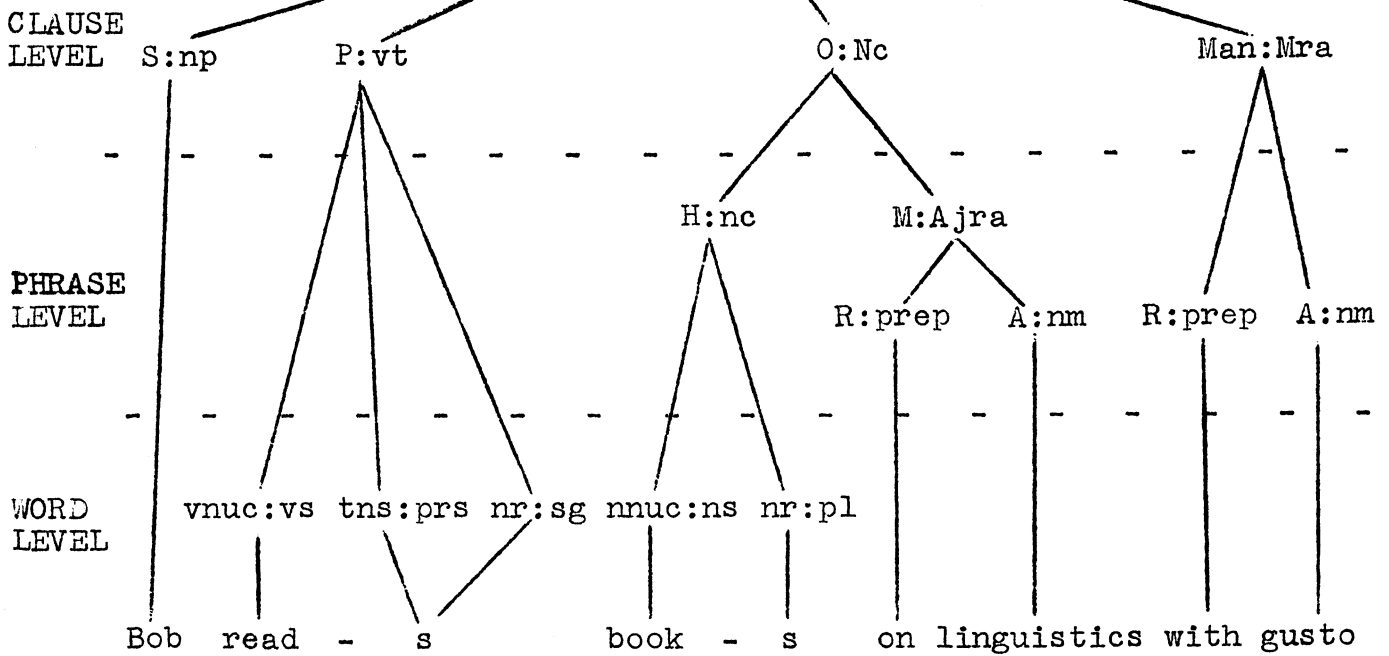 CLAUSE
LEVEL S:np P:vt O:Nc Man:Mra
H:nc M:Ajra
PHRASE
LEVEL R:prep A:nm R:prep A:nm
WORD vnuc:vs tns:prs nr:sg nnuc:ns nr:pl
LEVEL
Bob read - s book - s on linguistics with gusto